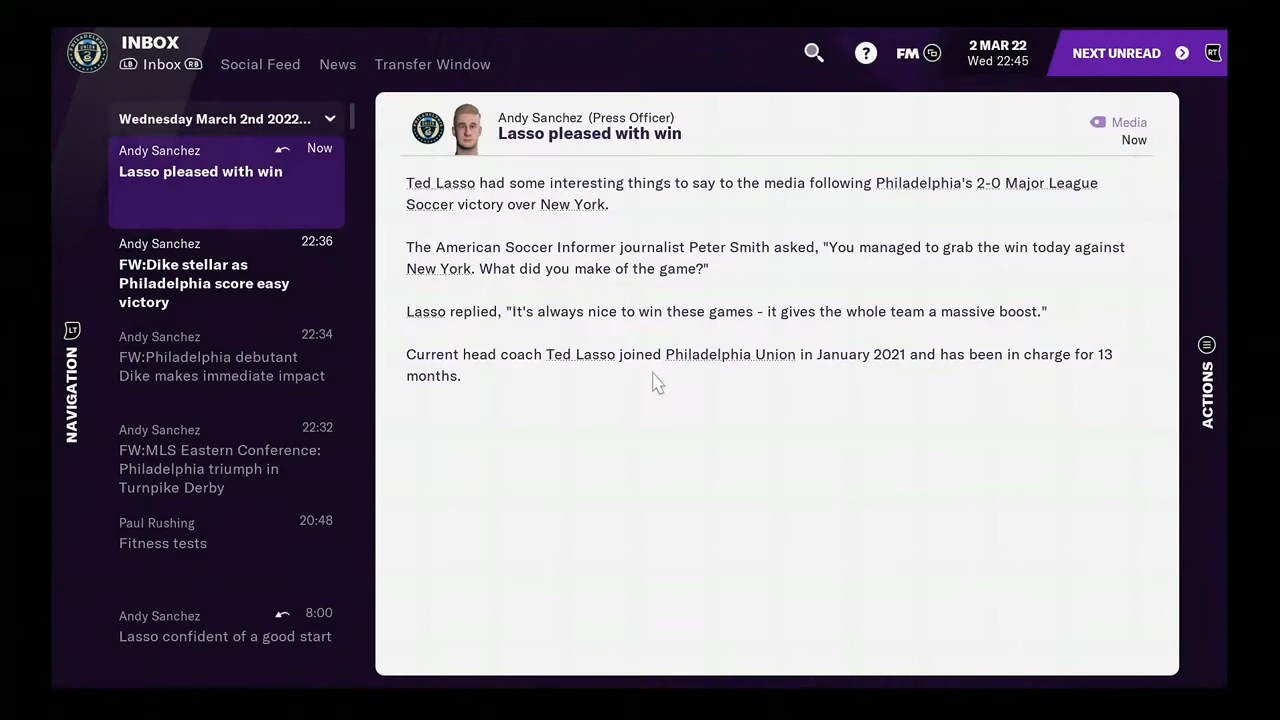 INBOX
LB Inbox RB Social Feed News Transfer Window
FM
2 MAR 22
Wed 22:45
NEXT UNREAD RT
Wednesday March 2nd 2022...
Andy Sanchez Now
Lasso pleased with win
Andy Sanchez 22:36
FW:Dike stellar as
Philadelphia score easy
victory
Andy Sanchez 22:34
FW:Philadelphia debutant
Dike makes immediate impact
Andy Sanchez 22:32
FW:MLS Eastern Conference:
Philadelphia triumph in
Turnpike Derby
Paul Rushing 20:48
Fitness tests
Andy Sanchez 8:00
Lasso confident of a good start
LT
NAVIGATION
Andy Sanchez (Press Officer)
Lasso pleased with win
Media
Now
Ted Lasso had some interesting things to say to the media following Philadelphia's 2-0 Major League
Soccer victory over New York.
The American Soccer Informer journalist Peter Smith asked, "You managed to grab the win today against
New York. What did you make of the game?"
Lasso replied, "It's always nice to win these games - it gives the whole team a massive boost."
Current head coach Ted Lasso joined Philadelphia Union in January 2021 and has been in charge for 13
months.
ACTIONS